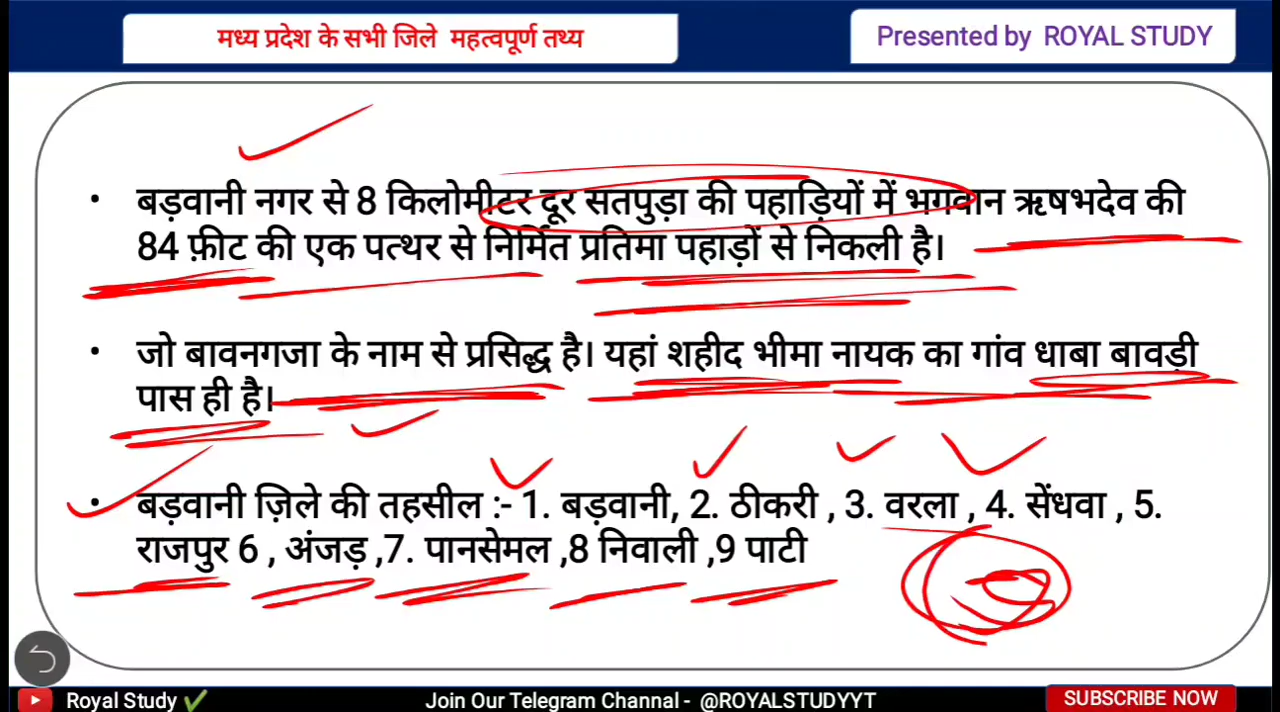 मध्य प्रदेश के सभी जिले महत्वपूर्ण तथ्य
Presented by ROYAL STUDY
• बड़वानी नगर से 8 किलोमीटर दूर सतपुड़ा की पहाड़ियों में भगवान ऋषभदेव की
84 फ़ीट की एक पत्थर से निर्मित प्रतिमा पहाड़ों से निकली है।
• जो बावनगजा के नाम से प्रसिद्ध है। यहां शहीद भीमा नायक का गांव धाबा बावड़ी
पास ही है।
• बड़वानी ज़िले की तहसील :- 1. बड़वानी, 2. ठीकरी , 3. वरला , 4. सेंधवा , 5.
राजपुर 6 , अंजड़ ,7. पानसेमल ,8 निवाली ,9 पाटी
Royal Study
Join Our Telegram Channal - @ROYALSTUDYYT
SUBSCRIBE NOW